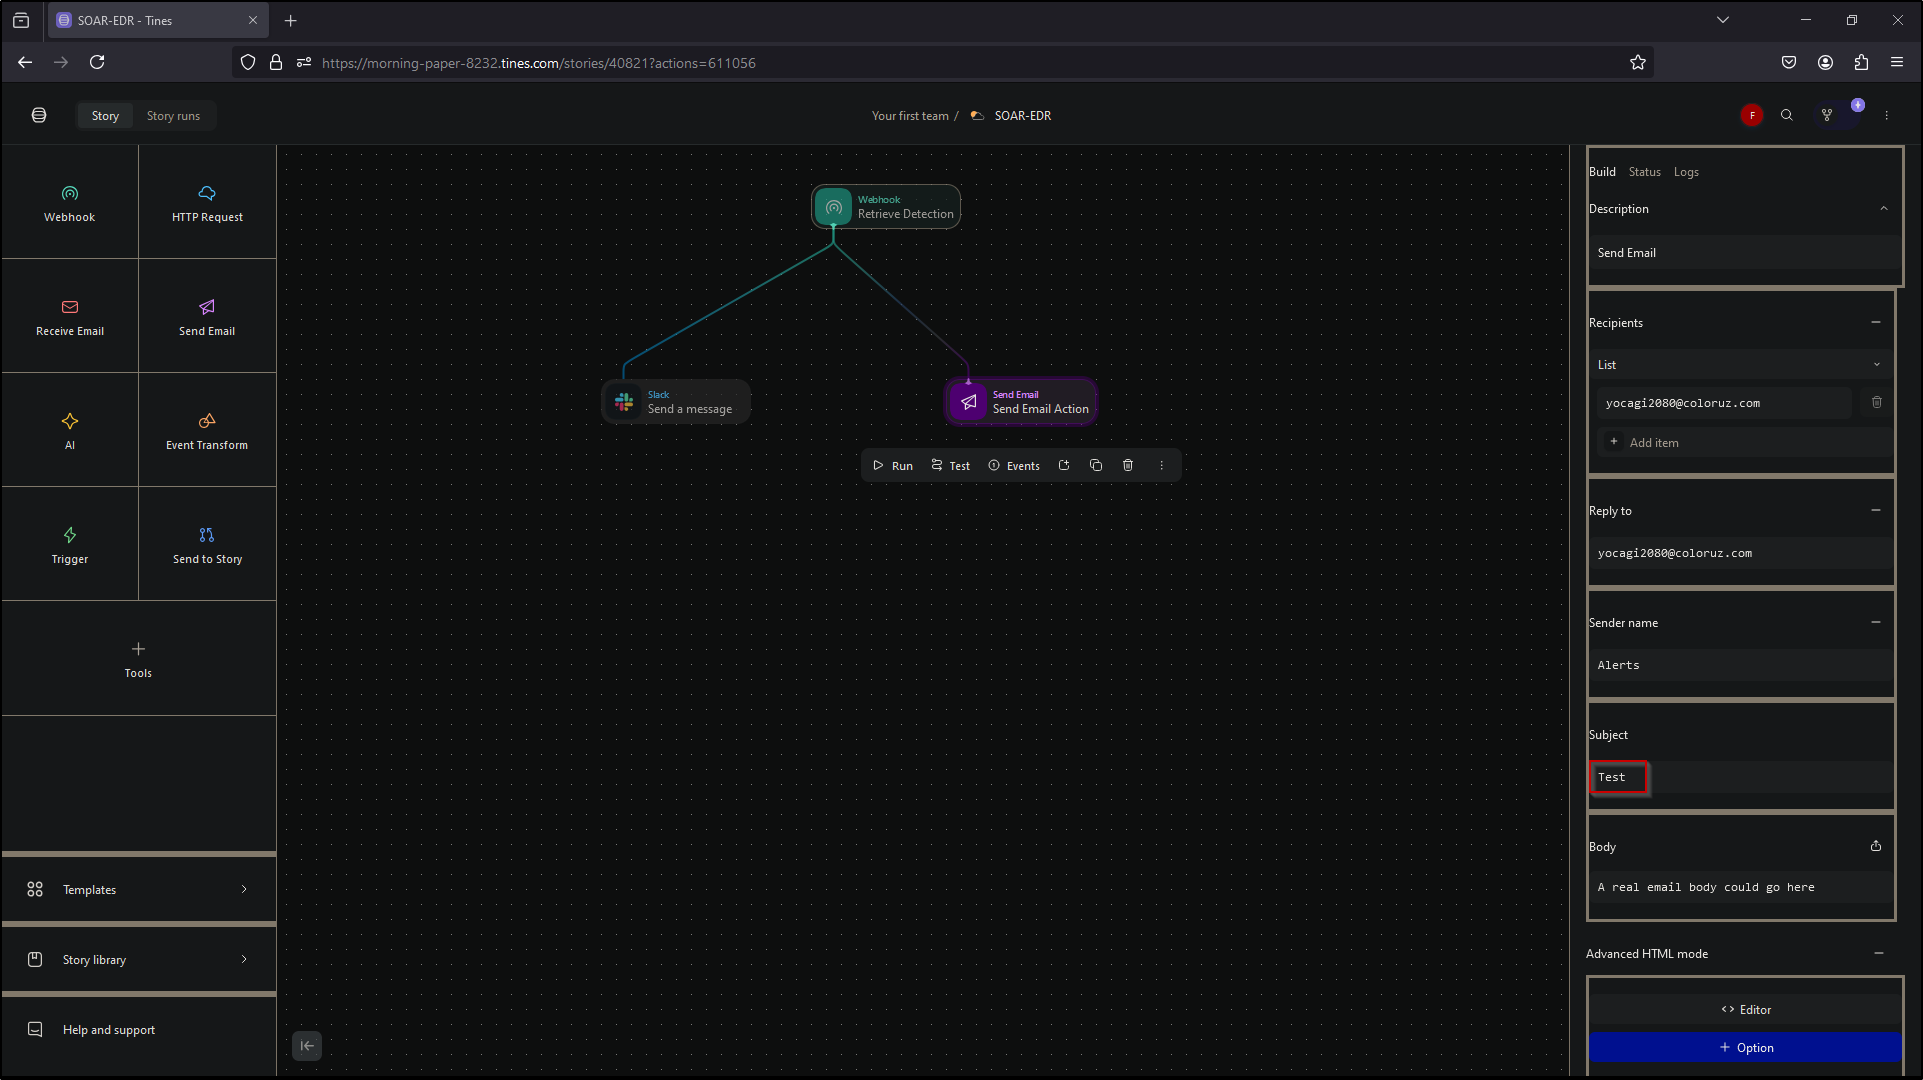 SOAR-EDR - Tines
https://morning-paper-8232.tines.com/stories/40821?actions=611056
Story
Story runs
Your first team /
SOAR-EDR
F
Webhook
HTTP Request
Receive Email
Send Email
AI
Event Transform
Trigger
Send to Story
Tools
Templates
Story library
Help and support
Webhook
Retrieve Detection
Slack
Send a message
Send Email
Send Email Action
Run
Test
Events
Build
Status
Logs
Description
Send Email
Recipients
List
yocagi2080@coloruz.com
Add item
Reply to
yocagi2080@coloruz.com
Sender name
Alerts
Subject
Test
Body
A real email body could go here
Advanced HTML mode
<> Editor
+ Option